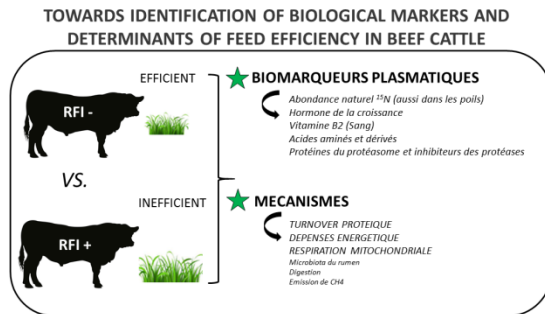 TOWARDS IDENTIFICATION OF BIOLOGICAL MARKERS AND
DETERMINANTS OF FEED EFFICIENCY IN BEEF CATTLE
EFFICIENT
RFI -
VS.
INEFFICIENT
RFI +
BIOMARQUEURS PLASMATIQUES
Abondance naturel ¹⁵N (aussi dans les poils)
Hormone de la croissance
Vitamine B2 (Sang)
Acides aminés et dérivés
Protéines du protéasome et inhibiteurs des protéases
MECANISMES
TURNOVER PROTEIQUE
DEPENSES ENERGETIQUE
RESPIRATION MITOCHONDRIALE
Microbiota du rumen
Digestion
Emission de CH4